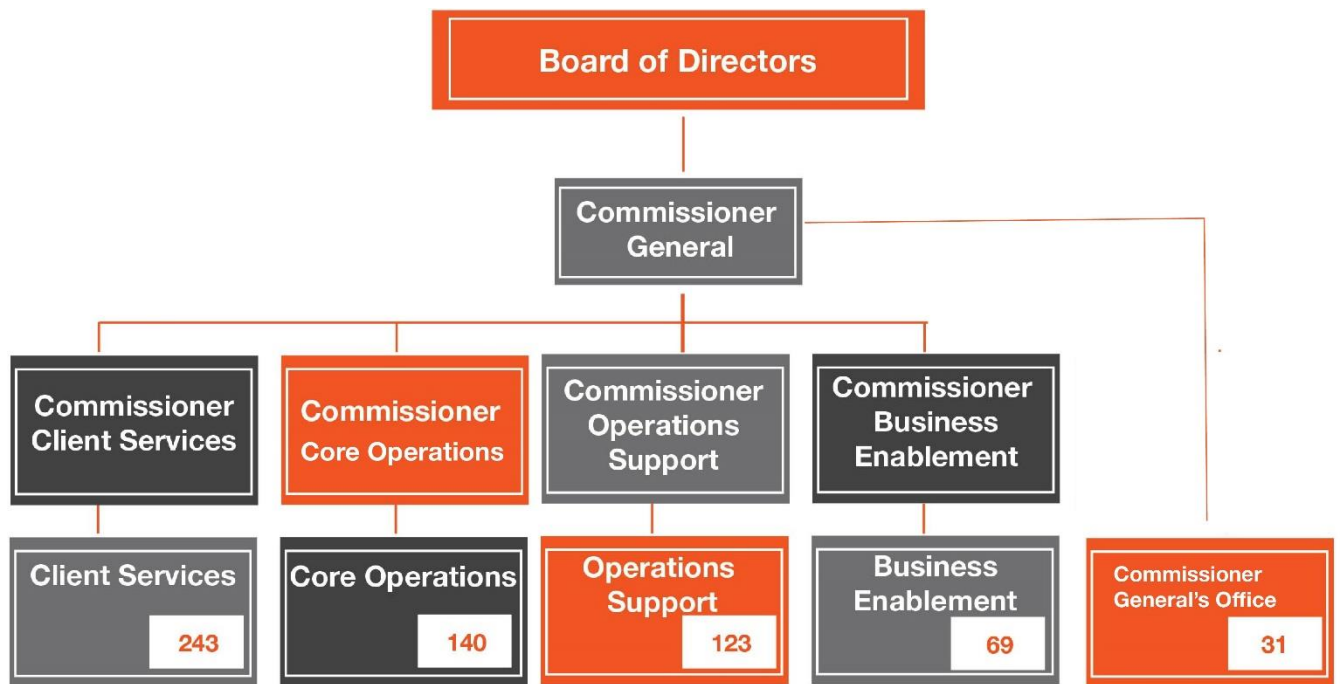 Board of Directors
Commissioner
General
Commissioner
Client Services
Commissioner
Core Operations
Commissioner
Operations
Support
Commissioner
Business
Enablement
Client Services
243
Core Operations
140
Operations
Support
123
Business
Enablement
69
Commissioner
General's Office
31